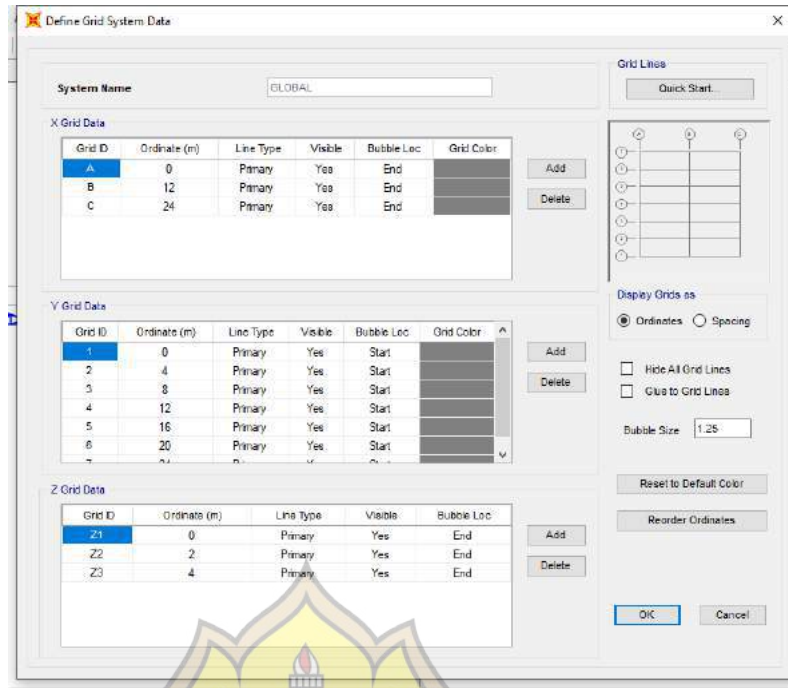 Define Grid System Data
System Name
GLOBAL
Grid Lines
Quick Start...
X Grid Data
Grid ID Ordinate (m) Line Type Visible Bubble Loc Grid Color
A 0 Primary Yes End
B 12 Primary Yes End
C 24 Primary Yes End
Add
Delete
Y Grid Data
Grid ID Ordinate (m) Line Type Visible Bubble Loc Grid Color
1 0 Primary Yes Start
2 4 Primary Yes Start
3 8 Primary Yes Start
4 12 Primary Yes Start
5 16 Primary Yes Start
6 20 Primary Yes Start
Add
Delete
Display Grids as
Ordinates Spacing
Hide All Grid Lines
Glue to Grid Lines
Bubble Size 1.25
Z Grid Data
Grid ID Ordinate (m) Line Type Visible Bubble Loc
Z1 0 Primary Yes End
Z2 2 Primary Yes End
Z3 4 Primary Yes End
Add
Delete
Reset to Default Color
Reorder Ordinates
OK Cancel